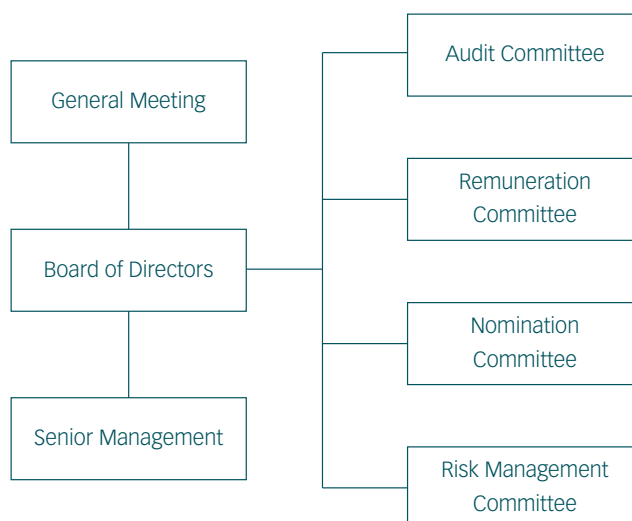 General Meeting
Board of Directors
Senior Management
Audit Committee
Remuneration
Committee
Nomination
Committee
Risk Management
Committee